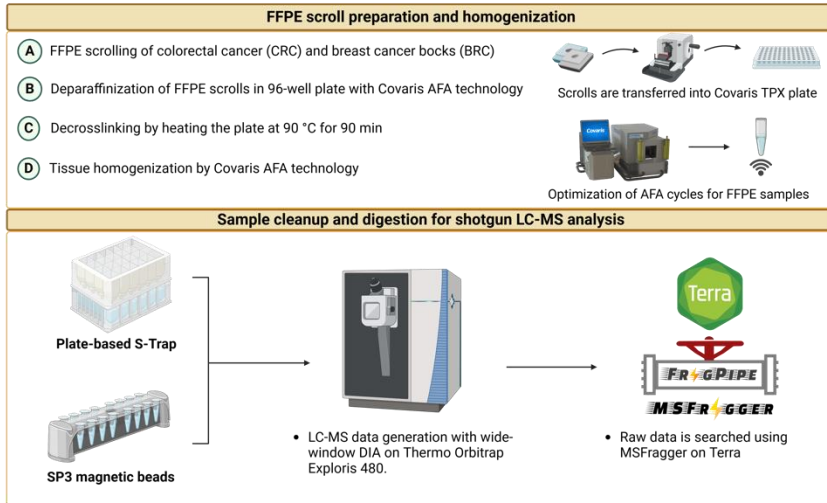 FFPE scroll preparation and homogenization
A FFPE scrolling of colorectal cancer (CRC) and breast cancer bocks (BRC)
B Deparaffinization of FFPE scrolls in 96-well plate with Covaris AFA technology
C Decrosslinking by heating the plate at 90 °C for 90 min
D Tissue homogenization by Covaris AFA technology
Scrolls are transferred into Covaris TPX plate
Covaris
Optimization of AFA cycles for FFPE samples
Sample cleanup and digestion for shotgun LC-MS analysis
Plate-based S-Trap
SP3 magnetic beads
• LC-MS data generation with wide-
window DIA on Thermo Orbitrap
Exploris 480.
Terra
FRAGPIPE
MSFRAGGER
• Raw data is searched using
MSFragger on Terra